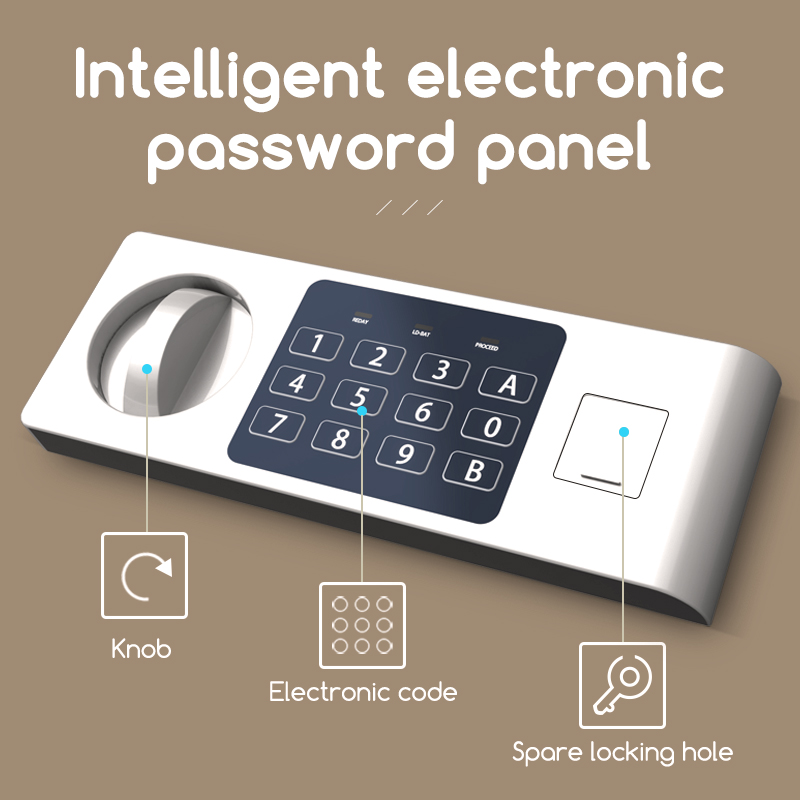 Intelligent electronic
password panel
REDAY
LO-BAT
PROCEED
1 2 3 A
4 5 6 0
7 8 9 B
Knob
Electronic code
Spare locking hole